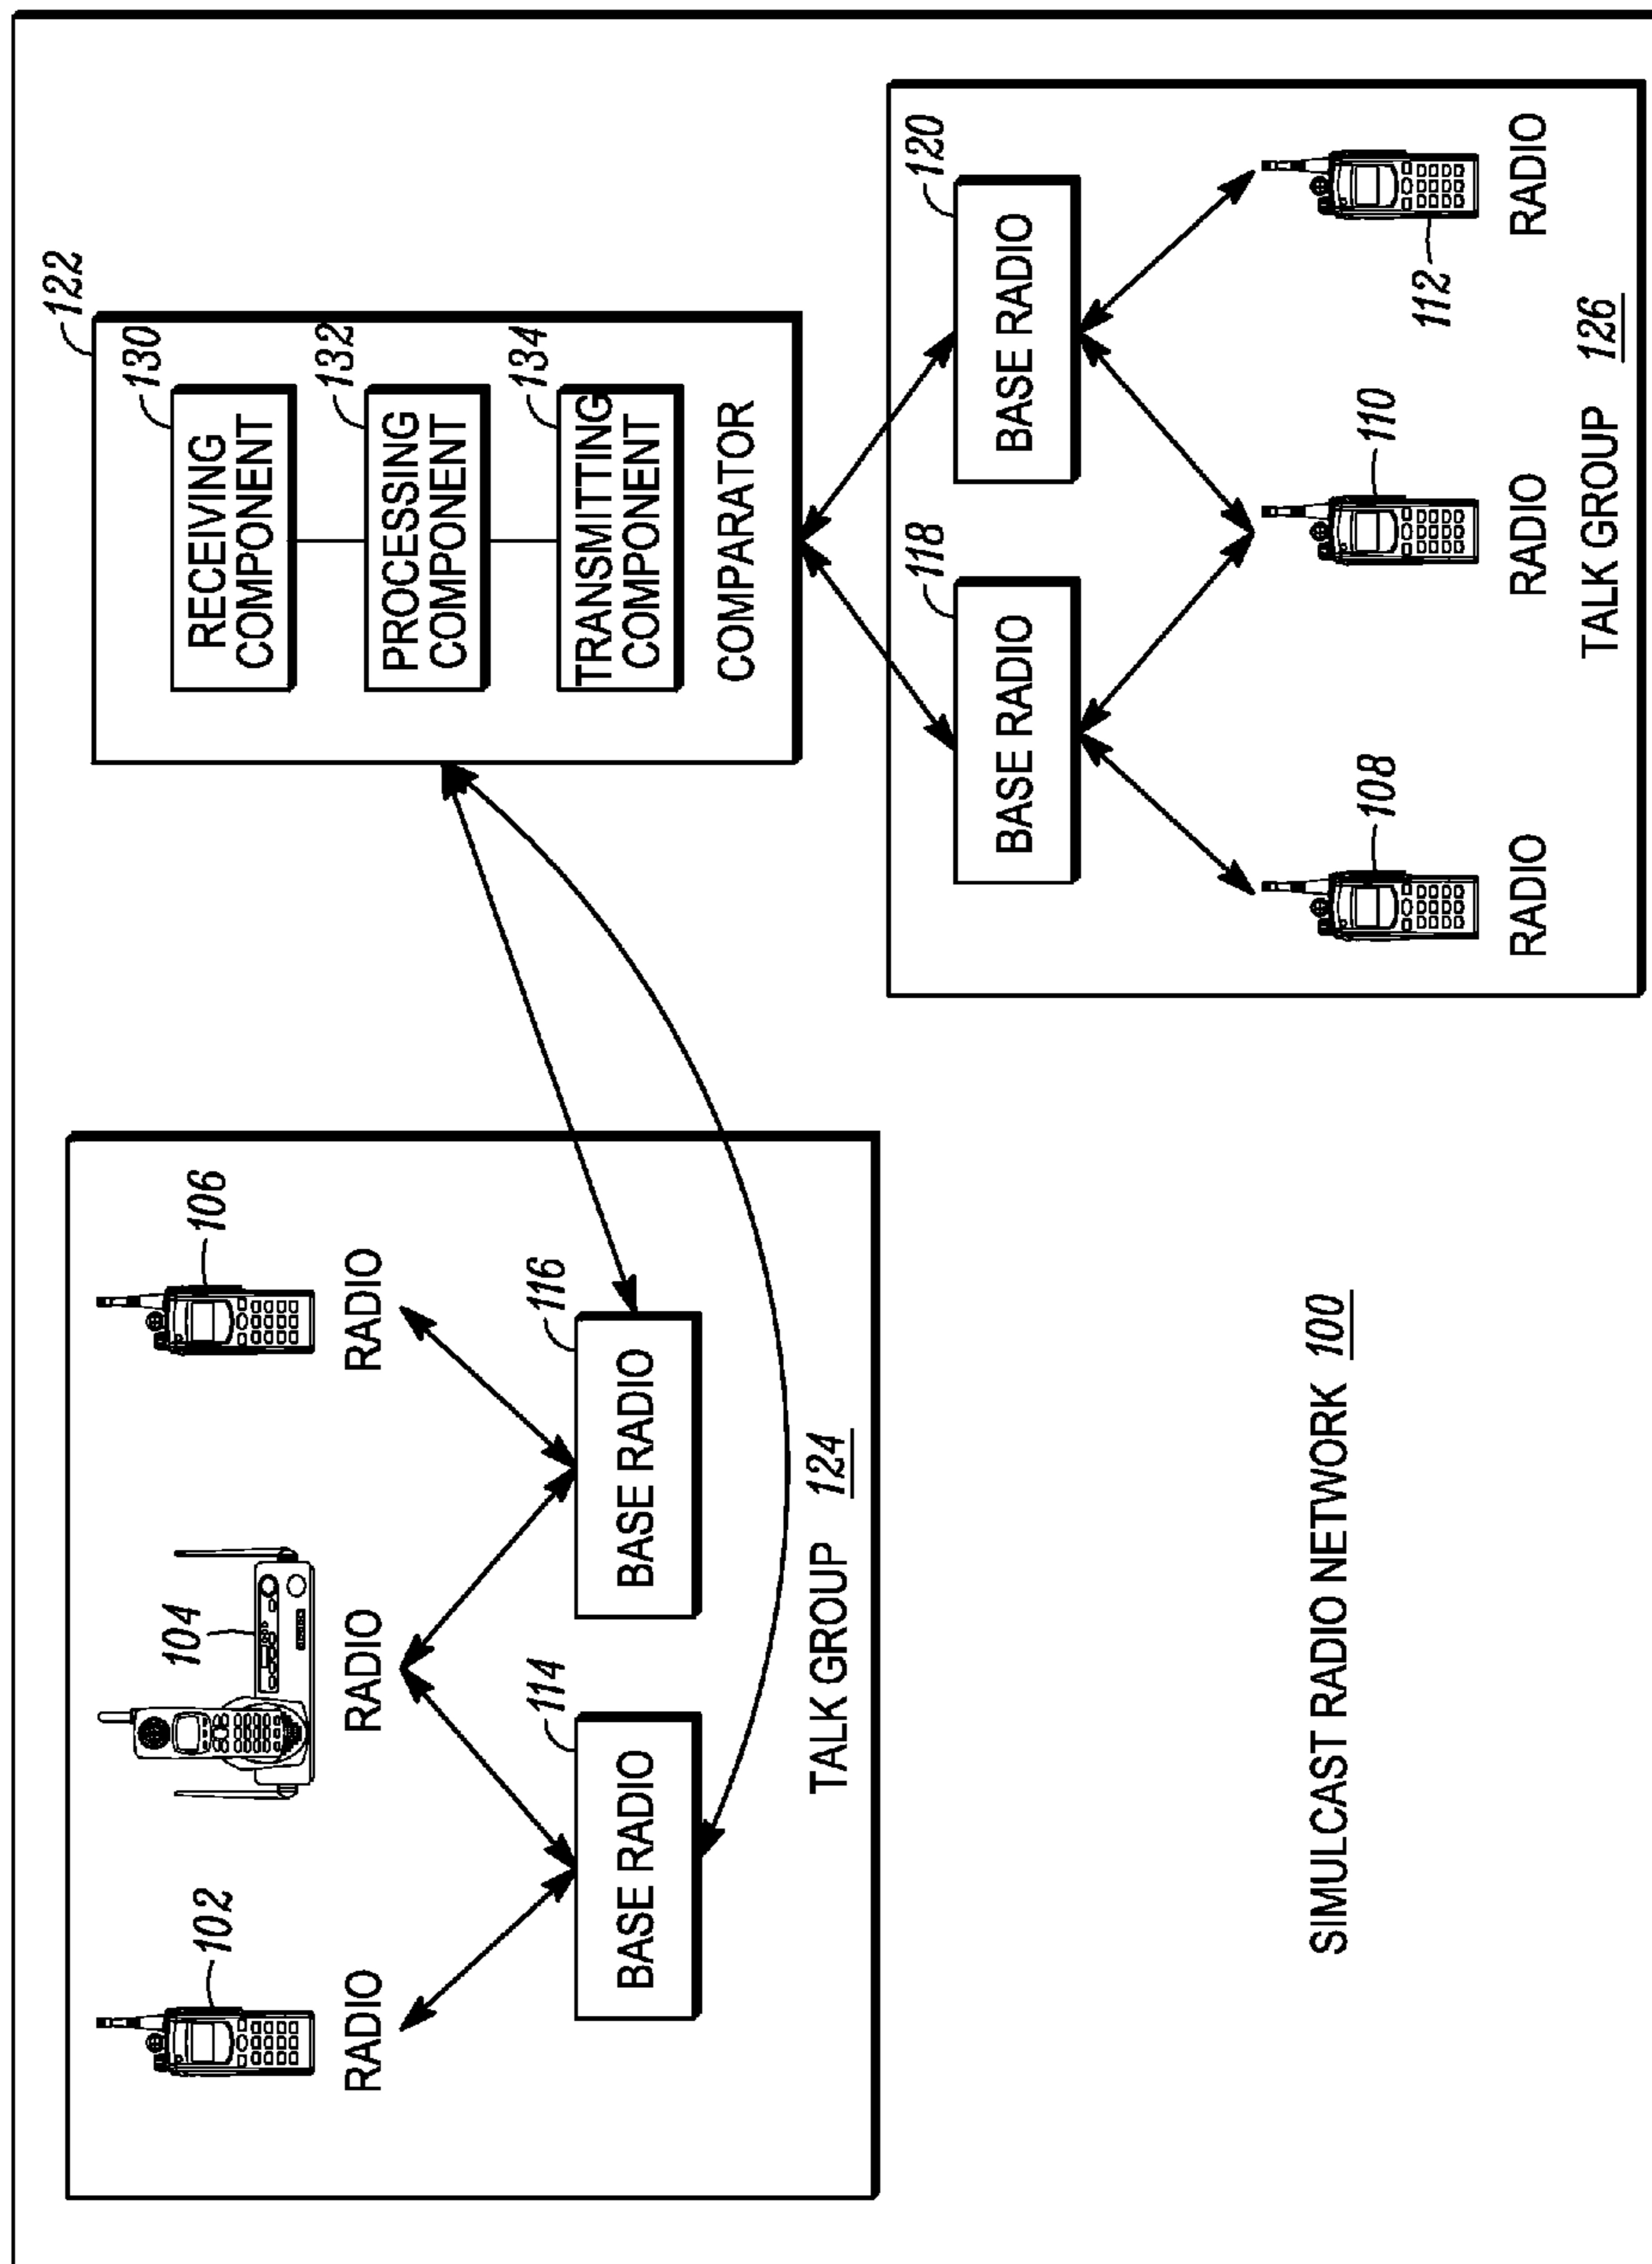 102
RADIO
104
RADIO
106
RADIO
114
BASE RADIO
116
BASE RADIO
TALK GROUP 124
122
130
RECEIVING
COMPONENT
132
PROCESSING
COMPONENT
134
TRANSMITTING
COMPONENT
COMPARATOR
118
BASE RADIO
120
BASE RADIO
108
RADIO
110
RADIO
112
RADIO
TALK GROUP 126
SIMULCAST RADIO NETWORK 100